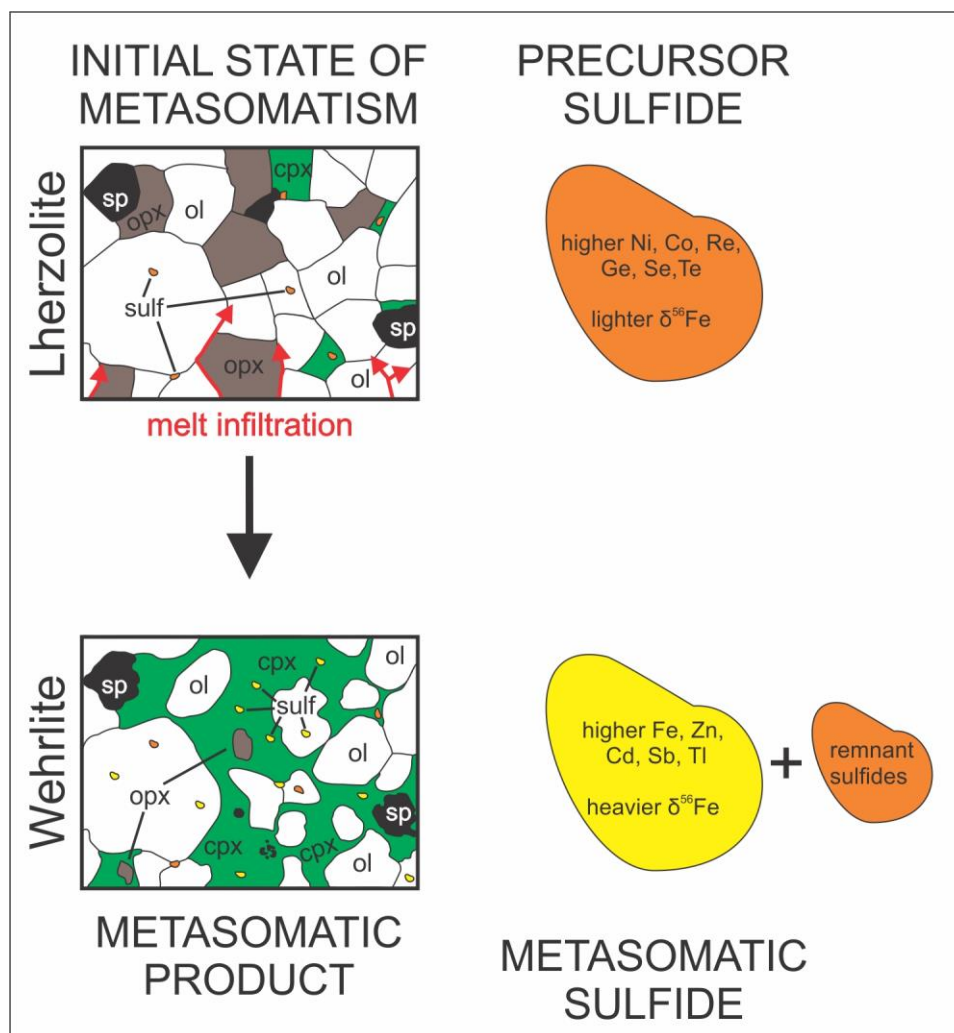 INITIAL STATE OF
METASOMATISM
PRECURSOR
SULFIDE
Lherzolite
sp
opx
ol
cpx
sulf
ol
sp
opx
ol
melt infiltration
higher Ni, Co, Re,
Ge, Se,Te
lighter δ⁵⁶Fe
Wehrlite
sp
ol
cpx
sulf
ol
ol
opx
sp
cpx
cpx
ol
higher Fe, Zn,
Cd, Sb, Tl
heavier δ⁵⁶Fe
+
remnant
sulfides
METASOMATIC
PRODUCT
METASOMATIC
SULFIDE